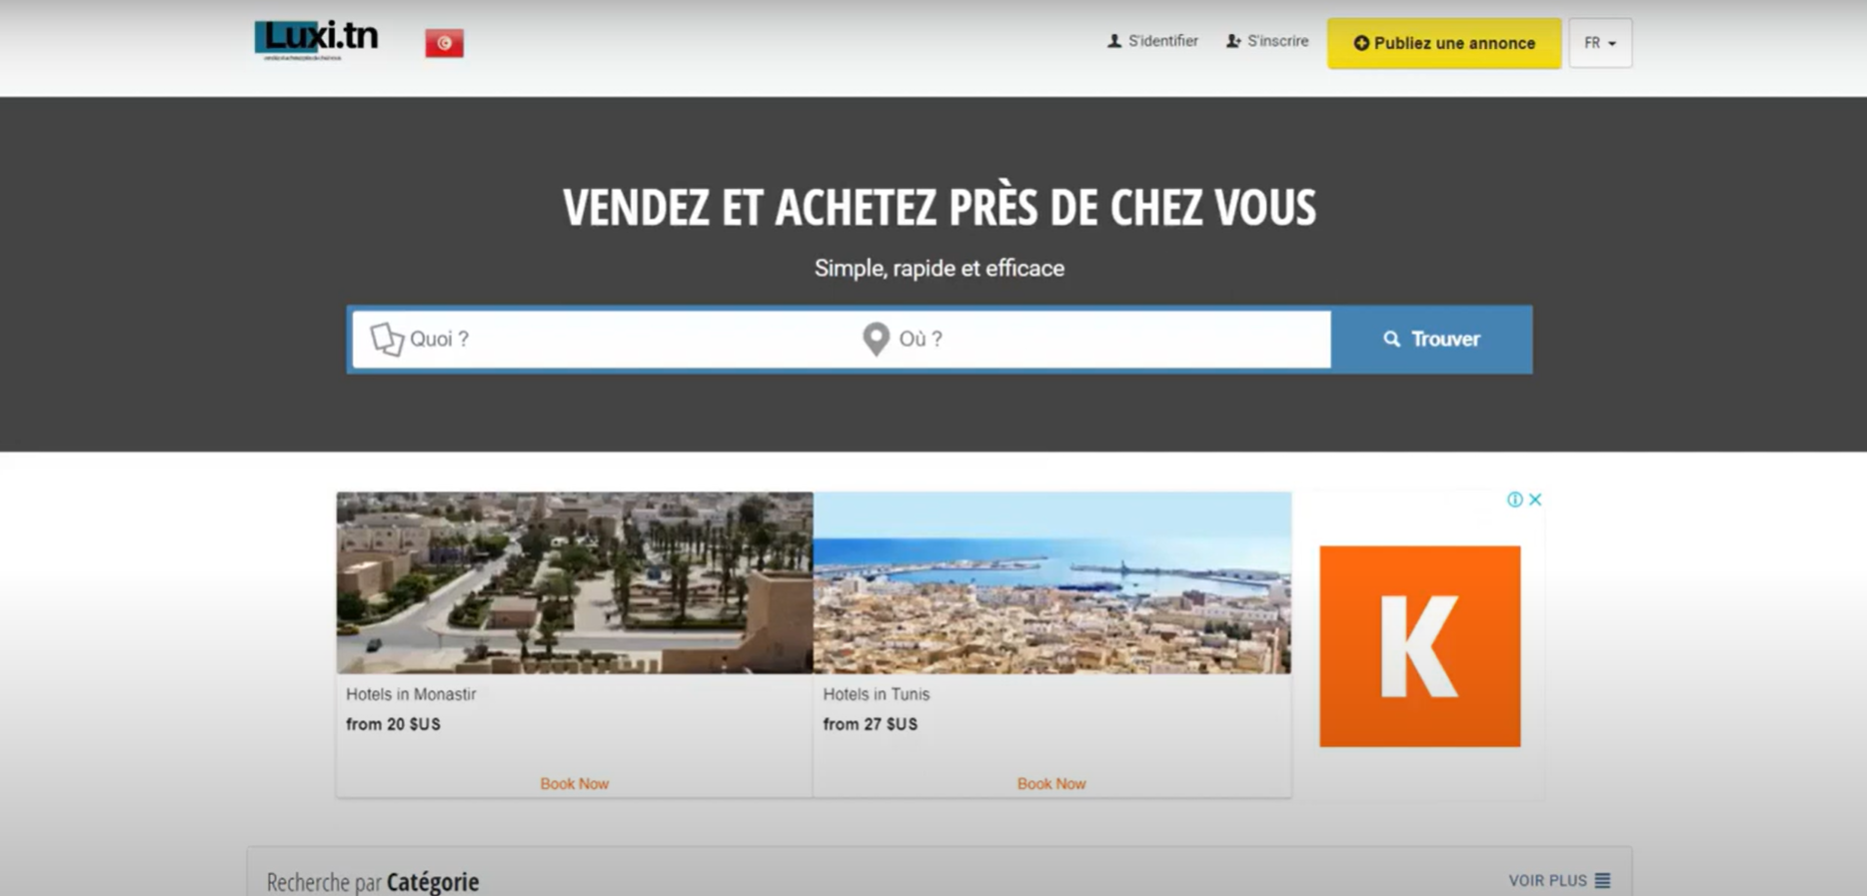 Luxi.tn
S'identifier
S'inscrire
Publiez une annonce
FR
VENDEZ ET ACHETEZ PRÈS DE CHEZ VOUS
Simple, rapide et efficace
Quoi ?
Où ?
Trouver
Hotels in Monastir
from 20 $US
Book Now
Hotels in Tunis
from 27 $US
Book Now
K
Recherche par Catégorie
VOIR PLUS